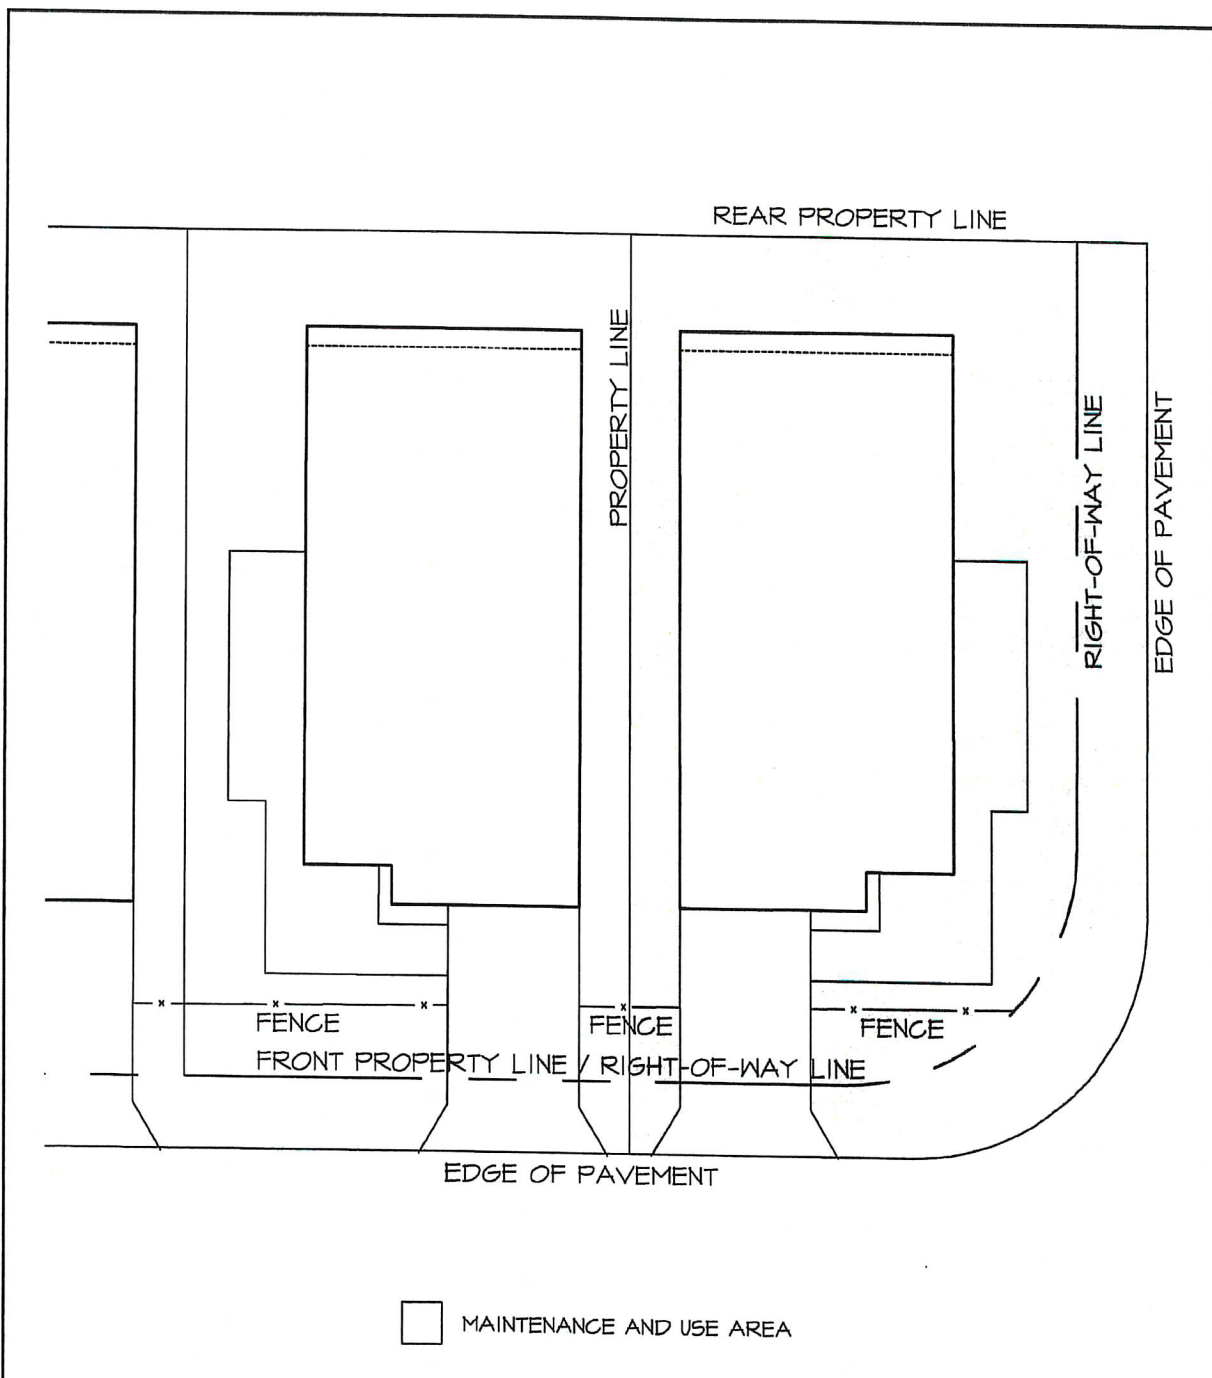 REAR PROPERTY LINE
PROPERTY LINE
RIGHT-OF-WAY LINE
EDGE OF PAVEMENT
x x x x x
FENCE FENCE FENCE
FRONT PROPERTY LINE / RIGHT-OF-WAY LINE
EDGE OF PAVEMENT
MAINTENANCE AND USE AREA